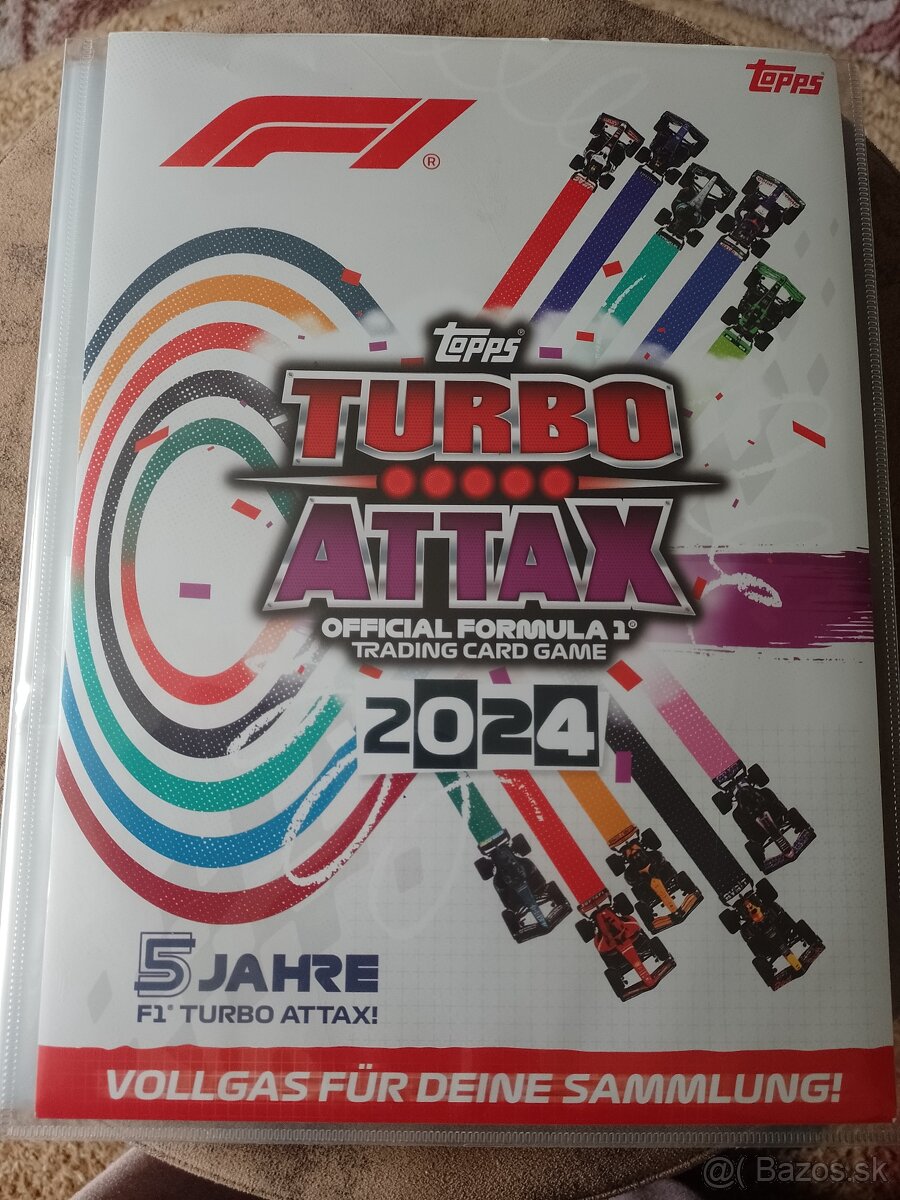 TOPPS
F1®
TOPPS®
TURBO
ATTAX
OFFICIAL FORMULA 1®
TRADING CARD GAME
2024
5 JAHRE
F1® TURBO ATTAX!
VOLLGAS FÜR DEINE SAMMLUNG!
@( Bazos.sk